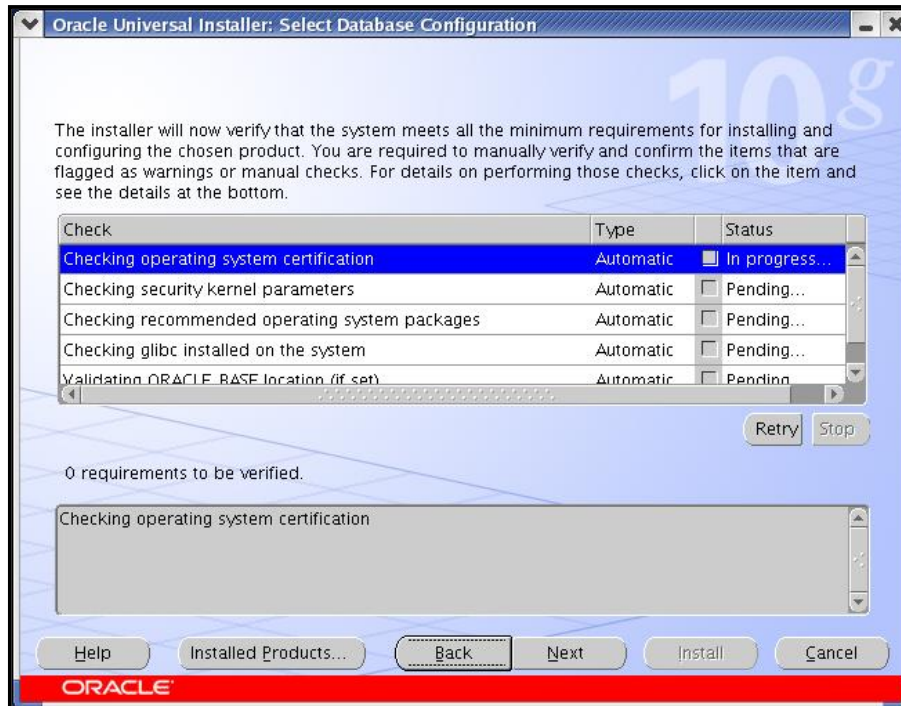 Oracle Universal Installer: Select Database Configuration
10g
The installer will now verify that the system meets all the minimum requirements for installing and
configuring the chosen product. You are required to manually verify and confirm the items that are
flagged as warnings or manual checks. For details on performing those checks, click on the item and
see the details at the bottom.
Check Type Status
Checking operating system certification Automatic In progress...
Checking security kernel parameters Automatic Pending...
Checking recommended operating system packages Automatic Pending...
Checking glibc installed on the system Automatic Pending...
Validating ORACLE_BASE location (if set) Automatic Pending
Retry Stop
0 requirements to be verified.
Checking operating system certification
Help Installed Products... Back Next Install Cancel
ORACLE